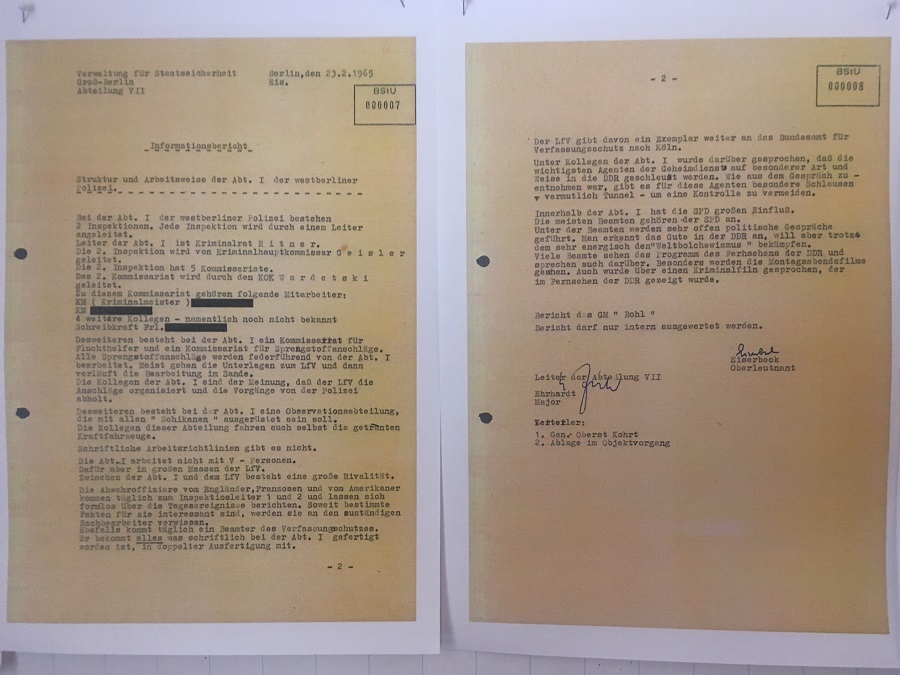 Verwaltung für Staatssicherheit
Groß-Berlin
Abteilung VII
Berlin,den 23.2.1965
Eis.
BStU
000007
Informationsbericht
Struktur und Arbeitsweise der Abt. I der westberliner
Polizei.
Bei der Abt. I der westberliner Polizei bestehen
2 Inspektionen. Jede Inspektion wird durch einem Leiter
angeleitet.
Leiter der Abt. I ist Kriminalrat E i t n e r.
Die 2. Inspektion wird von Kriminalhauptkommissar G e i s l e r
geleitet.
Die 2. Inspektion hat 5 Kommissariate.
Das 2. Kommissariat wird durch den KOK W a r d e t s k i
geleitet.
Zu diesem Kommissariat gehören folgende Mitarbeiter:
KM ( Kriminalmeister )
KM
4 weitere Kollegen - namentlich noch nicht bekannt
Schreibkraft Frl.
Desweiteren besteht bei der Abt. I ein Kommissariat für
Fluchthelfer und ein Kommissariat für Sprengstoffanschläge.
Alle Sprengstoffanschläge werden federführend von der Abt. I
bearbeitet. Meist gehen die Unterlagen zum LfV und dann
verläuft die Bearbeitung im Sande.
Die Kollegen der Abt. I sind der Meinung, daß der LfV die
Anschläge organisiert und die Vorgänge von der Polizei
abholt.
Desweiteren besteht bei der Abt. I eine Observationsabteilung,
die mit allen " Schikanen " ausgerüstet sein soll.
Die Kollegen dieser Abteilung fahren auch selbst die getarnten
Kraftfahrzeuge.
Schriftliche Arbeitsrichtlinien gibt es nicht.
Die Abt. I arbeitet nicht mit V - Personen.
Dafür aber in großen Massen der LfV.
Zwischen der Abt. I und dem LfV besteht eine große Rivalität.
Die Abwehroffiziere vom Engländer,Franzosen und vom Amerikaner
kommen täglich zum Inspektionsleiter 1 und 2 und lassen sich
formlos über die Tagesereignisse berichten. Soweit bestimmte
Fakten für sie interessant sind, werden sie an den zuständigen
Sachbearbeiter verwiesen.
Ebefalls kommt täglich ein Beamter des Verfassungschutzes.
Er bekommt alles was schriftlich bei der Abt. I gefertigt
worden ist, in doppelter Ausfertigung mit.
- 2 -
- 2 -
BStU
000008
Der LfV gibt davon ein Exemplar weiter an das Bundesamt für
Verfassungschutz nach Köln.
Unter Kollegen der Abt. I wurde darüber gesprochen, daß die
wichtigsten Agenten der Geheimdienste auf besonderer Art und
Weise in die DDR geschleust werden. Wie aus dem Gespräch zu -
entnehmen war, gibt es für diese Agenten besondere Schleusen
vermutlich Tunnel - um eine Kontrolle zu vermeiden.
Innerhalb der Abt. I hat die SPD großen Einfluß.
Die meisten Beamten gehören der SPD an.
Unter der Beamten werden sehr offen politische Gespräche
geführt. Man erkennt das Gute in der DDR an, will aber trotz
dem sehr energisch den"Weltbolchewismus " bekämpfen.
Viele Beamte sehen das Programm des Fernsehens der DDR und
sprechen auch darüber. Besonders werden die Montagsabendfilme
gesehen. Auch wurde über einen Kriminalfilm gesprochen, der
im Fernsehen der DDR gezeigt wurde.
Bericht des GM " Bohl "
Bericht darf nur intern ausgewertet werden.
Leiter der Abteilung VII
Ehrhardt
Major
Eiserbeck
Oberleutnant
Verteiler:
1. Gen. Oberst Kohrt
2. Ablage im Objektvorgang